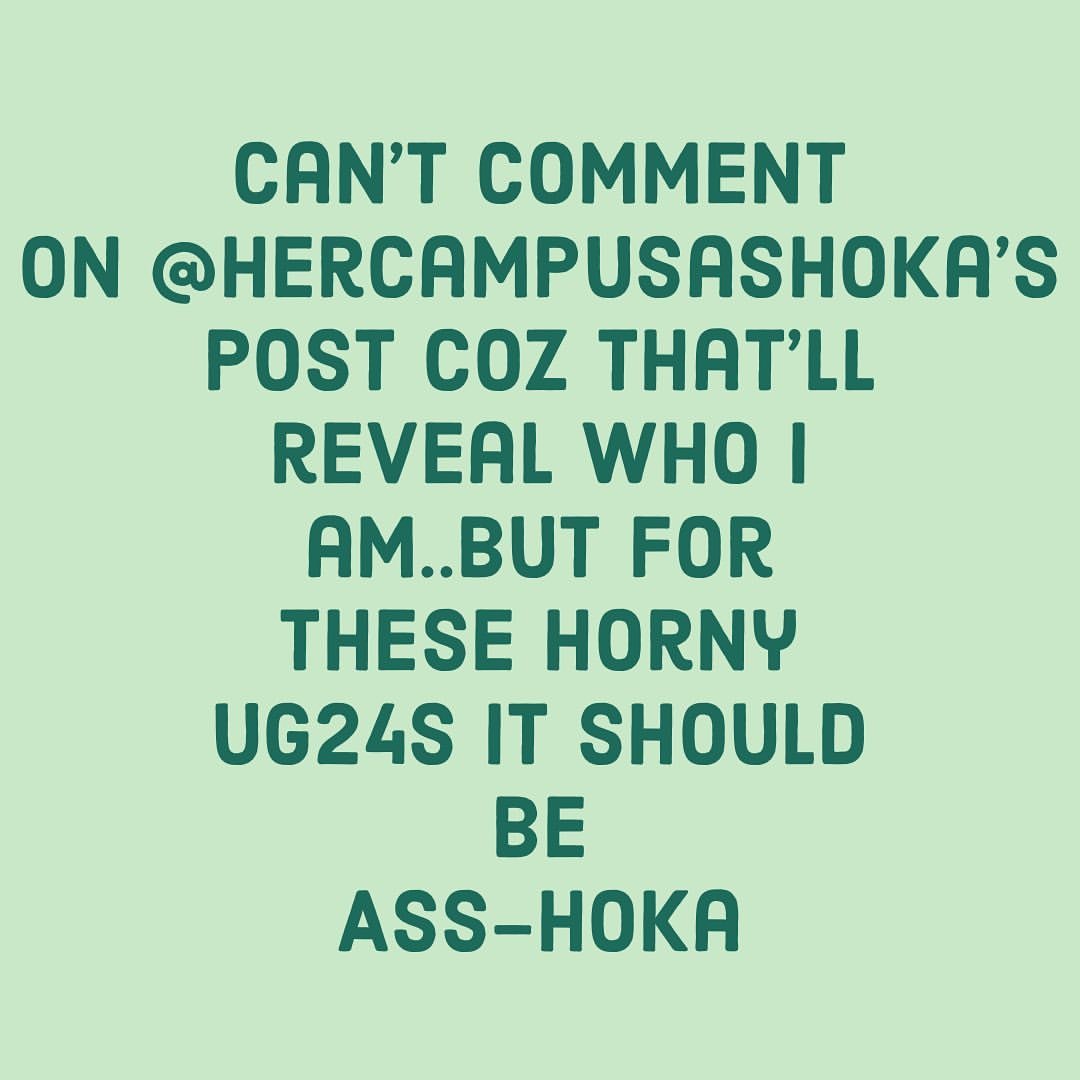 CAN'T COMMENT
ON @HERCAMPUSASHOKA'S
POST COZ THAT'LL
REVEAL WHO I
AM..BUT FOR
THESE HORNY
UG24S IT SHOULD
BE
ASS-HOKA